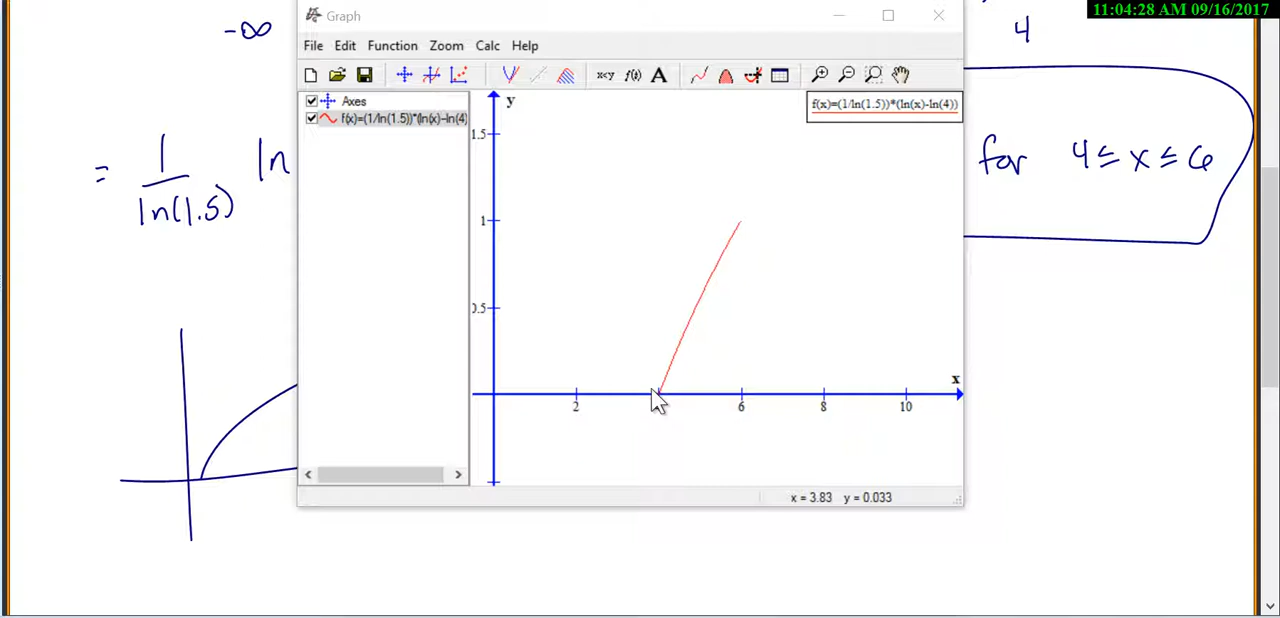 11:04:28 AM 09/16/2017
-∞
4
Graph
File Edit Function Zoom Calc Help
x<y f(x) A
Axes
f(x)=(1/ln(1.5))*(ln(x)-ln(4)
f(x)=(1/ln(1.5))*(ln(x)-ln(4))
y
1.5
1
0.5
x
2 6 8 10
= 1
ln(1.5)
ln
for 4 ≤ x ≤ 6
x = 3.83 y = 0.033